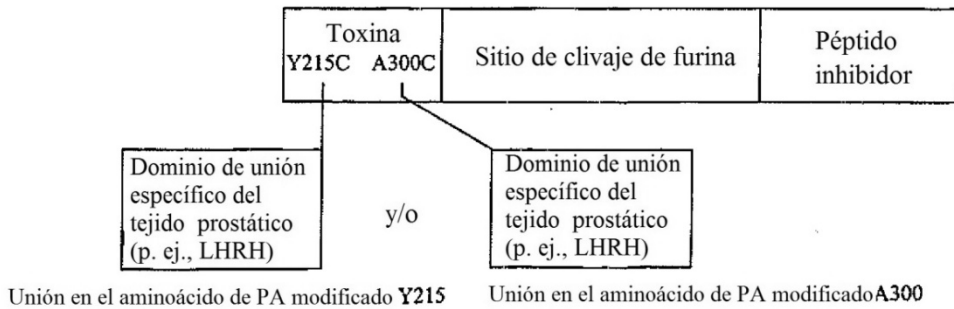 Toxina
Y215C A300C
Sitio de clivaje de furina
Péptido
inhibidor
Dominio de unión
específico del
tejido prostático
(p. ej., LHRH)
y/o
Dominio de unión
específico del
tejido prostático
(p. ej., LHRH)
Unión en el aminoácido de PA modificado Y215
Unión en el aminoácido de PA modificadoA300